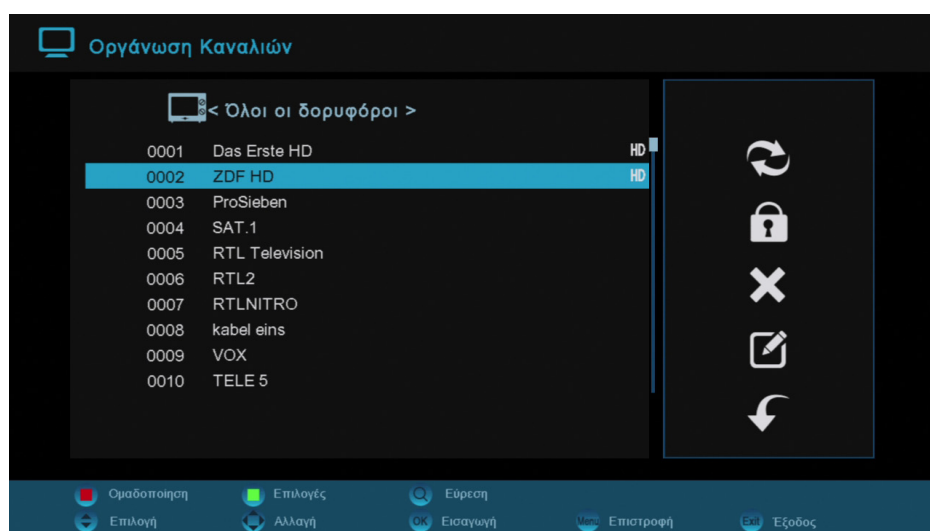 Οργάνωση Καναλιών
< Όλοι οι δορυφόροι >
0001 Das Erste HD HD
0002 ZDF HD HD
0003 ProSieben
0004 SAT.1
0005 RTL Television
0006 RTL2
0007 RTLNITRO
0008 kabel eins
0009 VOX
0010 TELE 5
Ομαδοποίηση Επιλογές Εύρεση
Επιλογή Αλλαγή OK Εισαγωγή Menu Επιστροφή Exit Έξοδος